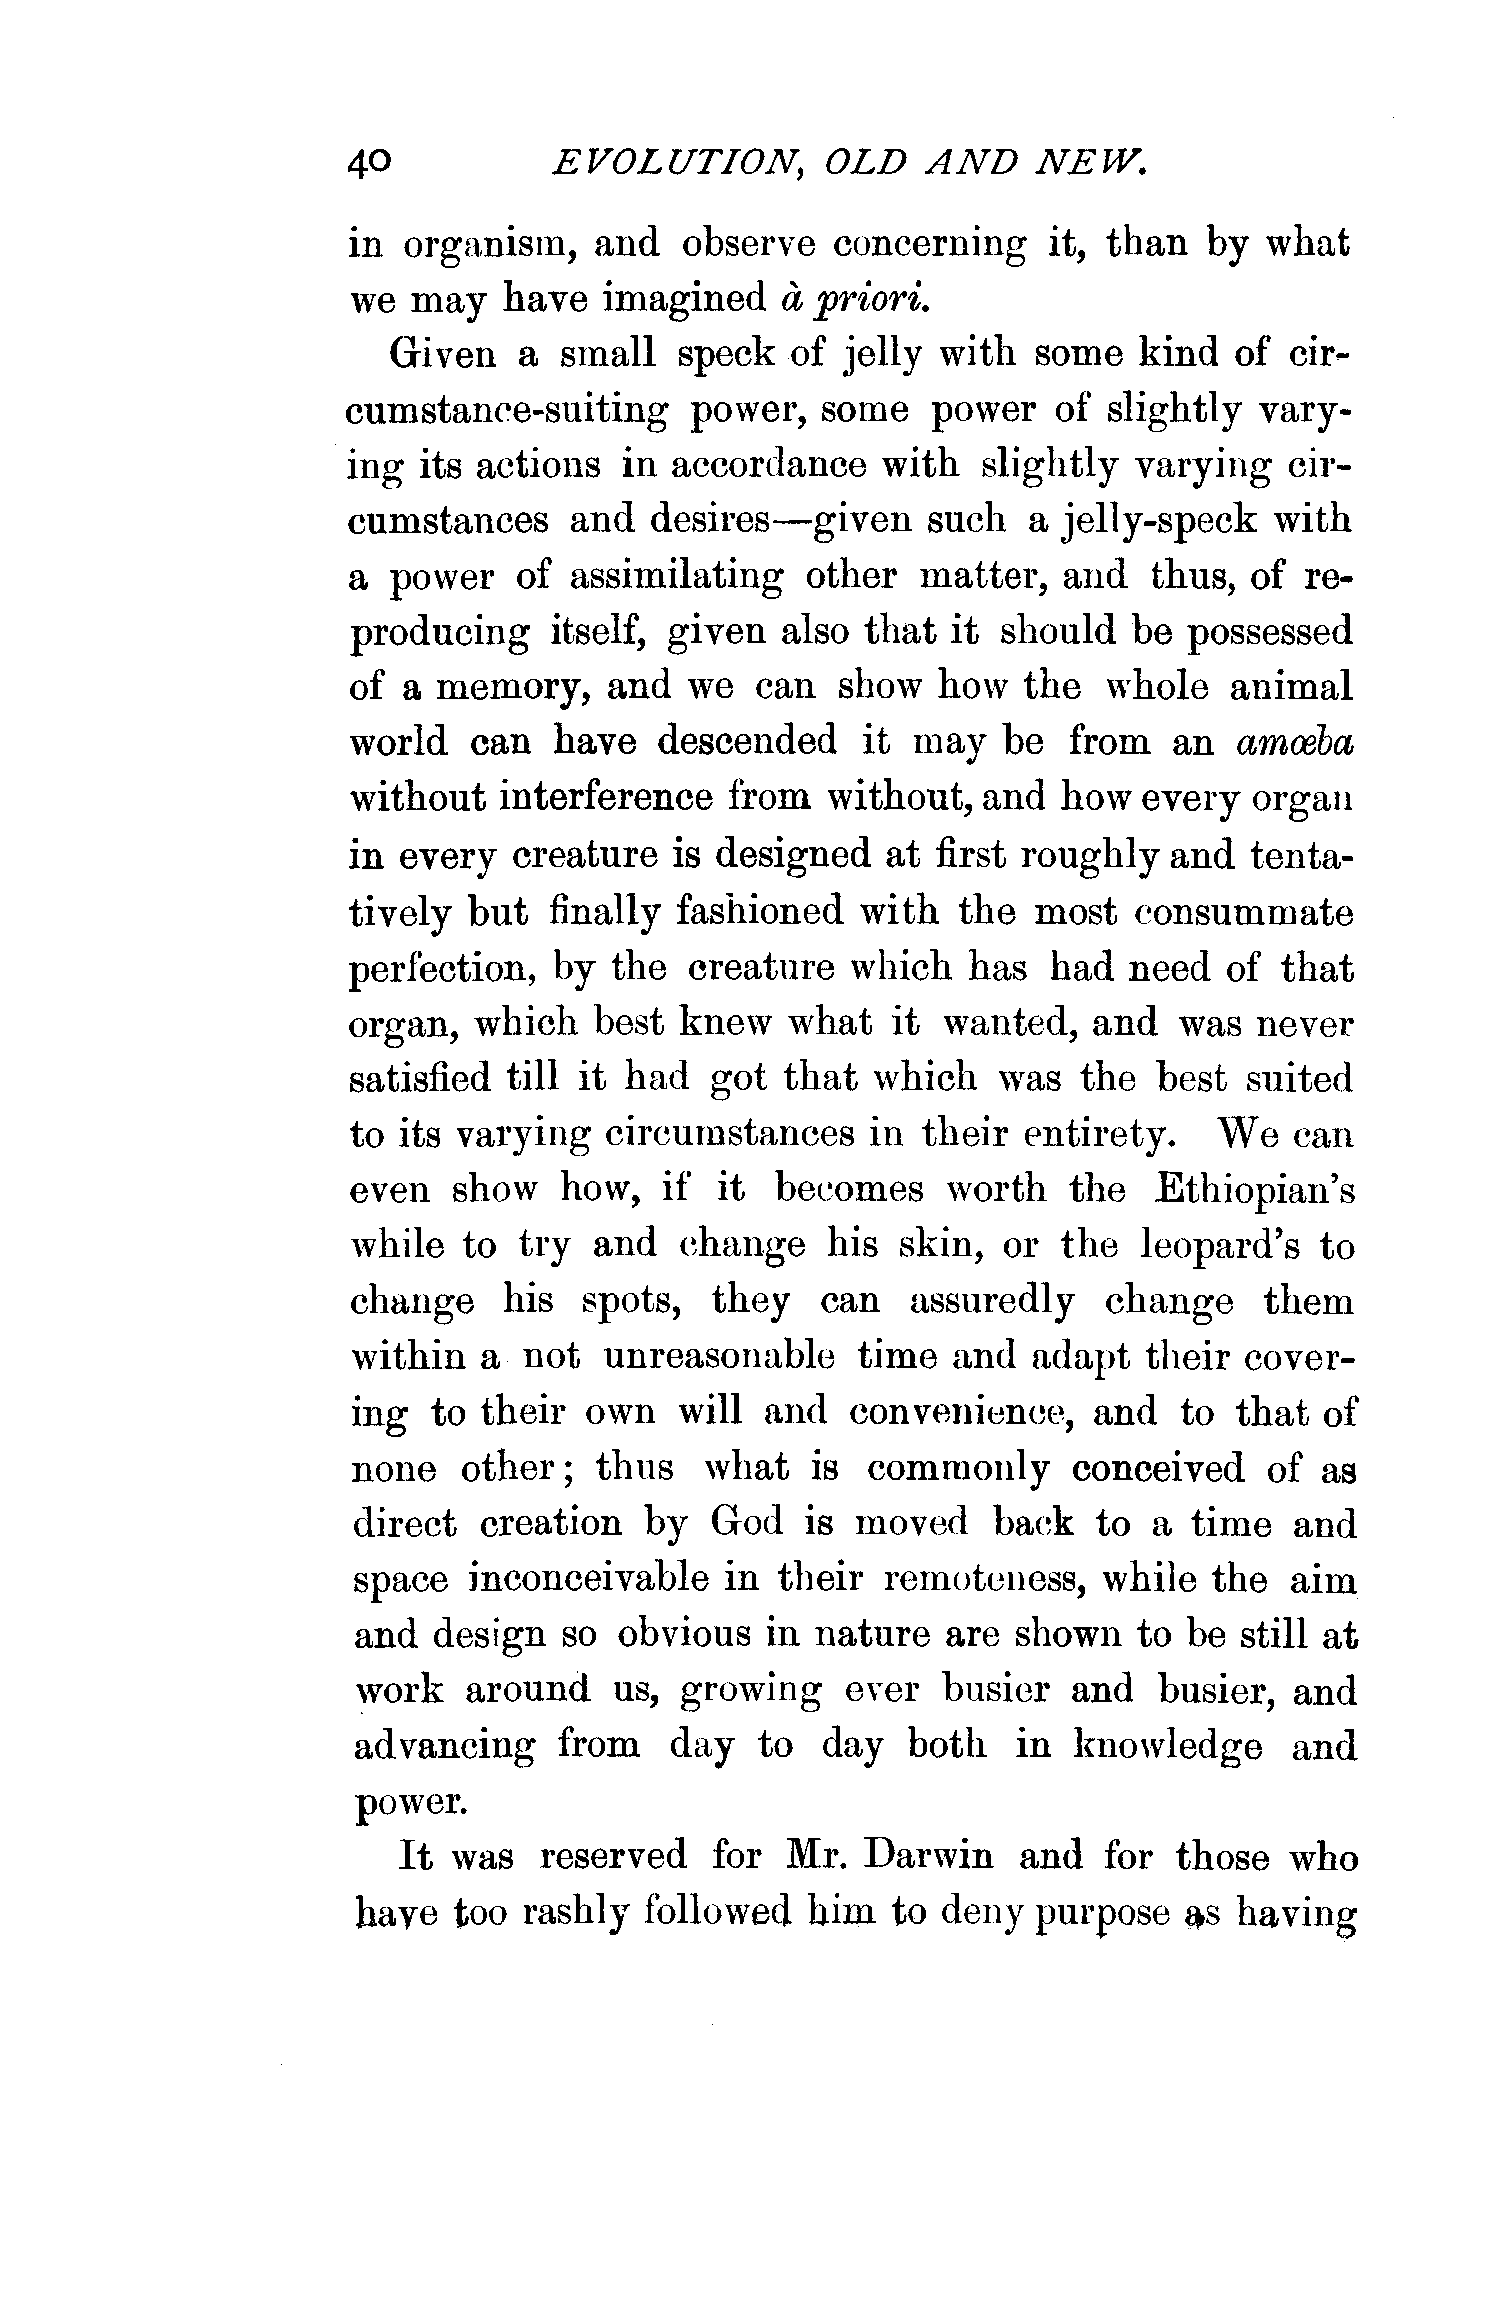 40 EVOLUTION, OLD AND NEW.
in organism, and observe concerning it, than by what
we may have imagined à priori.
Given a small speck of jelly with some kind of cir-
cumstance-suiting power, some power of slightly vary-
ing its actions in accordance with slightly varying cir-
cumstances and desires—given such a jelly-speck with
a power of assimilating other matter, and thus, of re-
producing itself, given also that it should be possessed
of a memory, and we can show how the whole animal
world can have descended it may be from an amœba
without interference from without, and how every organ
in every creature is designed at first roughly and tenta-
tively but finally fashioned with the most consummate
perfection, by the creature which has had need of that
organ, which best knew what it wanted, and was never
satisfied till it had got that which was the best suited
to its varying circumstances in their entirety. We can
even show how, if it becomes worth the Ethiopian's
while to try and change his skin, or the leopard's to
change his spots, they can assuredly change them
within a not unreasonable time and adapt their cover-
ing to their own will and convenience, and to that of
none other; thus what is commonly conceived of as
direct creation by God is moved back to a time and
space inconceivable in their remoteness, while the aim
and design so obvious in nature are shown to be still at
work around us, growing ever busier and busier, and
advancing from day to day both in knowledge and
power.
It was reserved for Mr. Darwin and for those who
have too rashly followed him to deny purpose as having